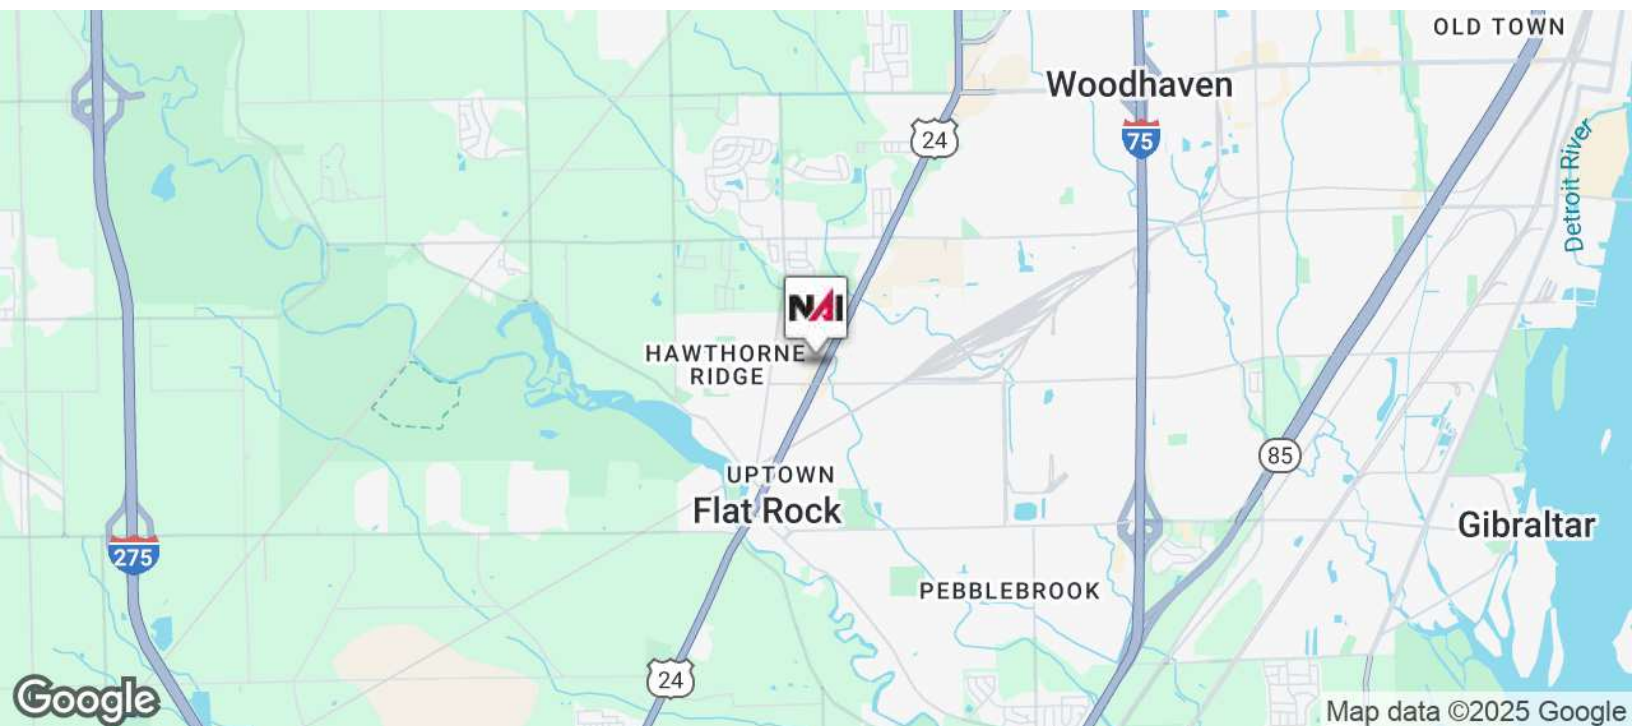 OLD TOWN
Woodhaven
24
75
Detroit River
NAI
HAWTHORNE
RIDGE
85
UPTOWN
Flat Rock
Gibraltar
275
PEBBLEBROOK
24
Google
Map data ©2025 Google